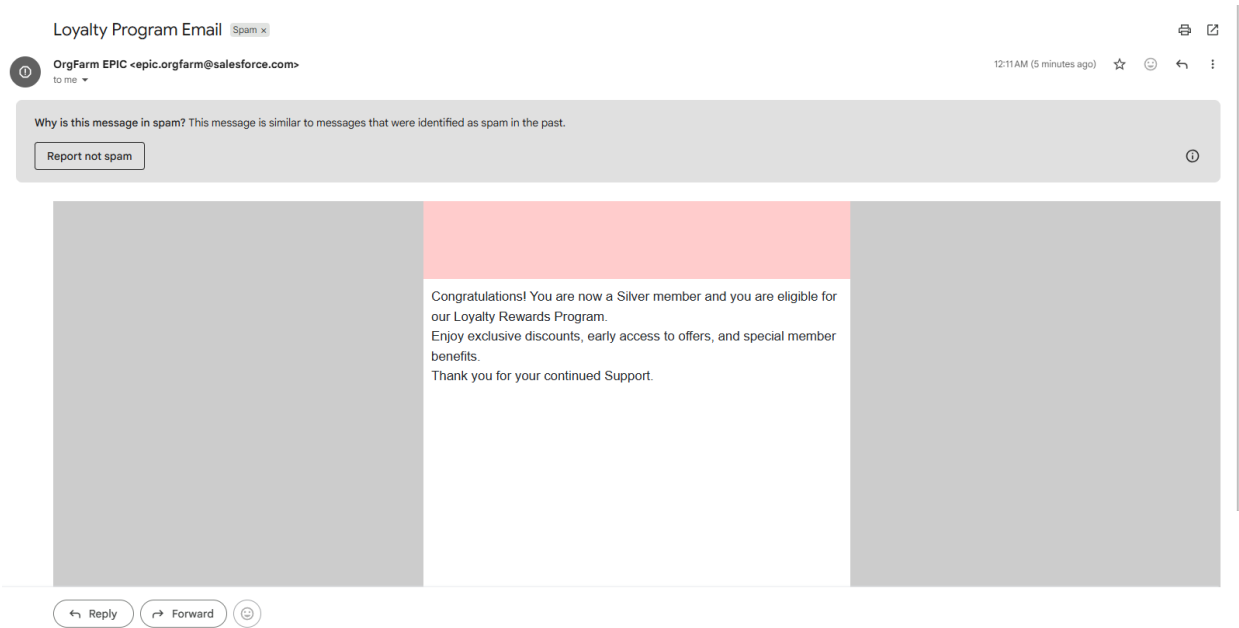 Loyalty Program Email Spam ×
OrgFarm EPIC <epic.orgfarm@salesforce.com> 12:11 AM (5 minutes ago)
to me
Why is this message in spam? This message is similar to messages that were identified as spam in the past.
Report not spam
Congratulations! You are now a Silver member and you are eligible for
our Loyalty Rewards Program.
Enjoy exclusive discounts, early access to offers, and special member
benefits.
Thank you for your continued Support.
Reply Forward